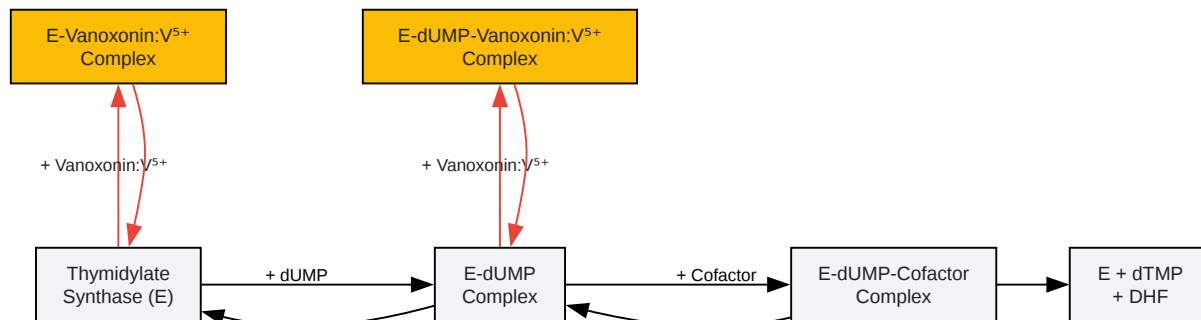 E-Vanoxonin:V⁵⁺
Complex
E-dUMP-Vanoxonin:V⁵⁺
Complex
+ Vanoxonin:V⁵⁺
+ Vanoxonin:V⁵⁺
Thymidylate
Synthase (E)
+ dUMP
E-dUMP
Complex
+ Cofactor
E-dUMP-Cofactor
Complex
E + dTMP
+ DHF